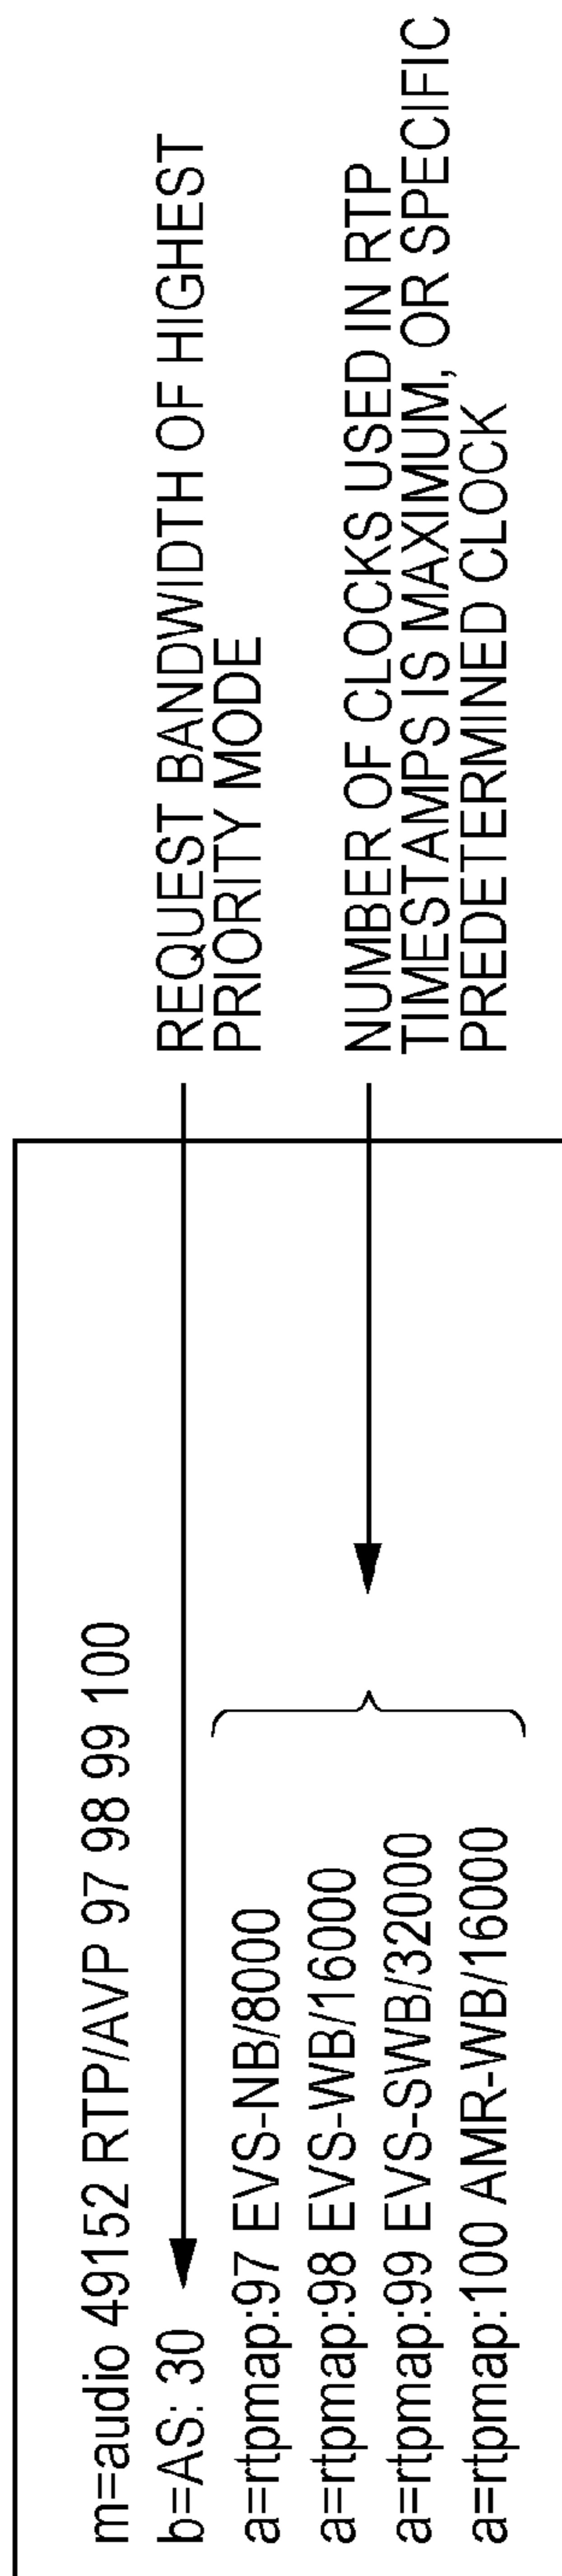 m=audio 49152 RTP/AVP 97 98 99 100
b=AS: 30
a=rtpmap:97 EVS-NB/8000
a=rtpmap:98 EVS-WB/16000
a=rtpmap:99 EVS-SWB/32000
a=rtpmap:100 AMR-WB/16000
REQUEST BANDWIDTH OF HIGHEST
PRIORITY MODE
NUMBER OF CLOCKS USED IN RTP
TIMESTAMPS IS MAXIMUM, OR SPECIFIC
PREDETERMINED CLOCK